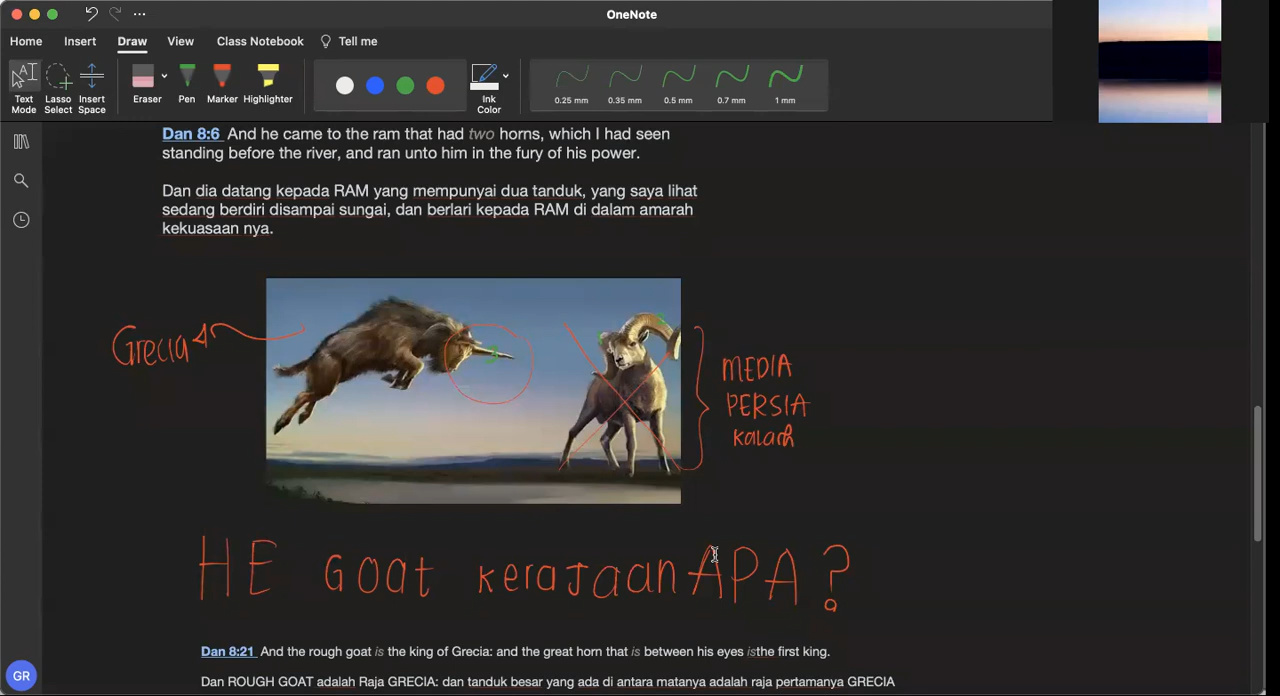 OneNote
Home Insert Draw View Class Notebook Tell me
Text Mode
Lasso Select
Insert Space
Eraser
Pen
Marker
Highlighter
Ink Color
0.25 mm 0.35 mm 0.5 mm 0.7 mm 1 mm
Dan 8:6 And he came to the ram that had two horns, which I had seen
standing before the river, and ran unto him in the fury of his power.
Dan dia datang kepada RAM yang mempunyai dua tanduk, yang saya lihat
sedang berdiri disampai sungai, dan berlari kepada RAM di dalam amarah
kekuasaan nya.
Grecia
3
MEDIA
PERSIA
Kalah
HE Goat kerajaan APA ?
Dan 8:21 And the rough goat is the king of Grecia: and the great horn that is between his eyes isthe first king.
Dan ROUGH GOAT adalah Raja GRECIA: dan tanduk besar yang ada di antara matanya adalah raja pertamanya GRECIA
GR